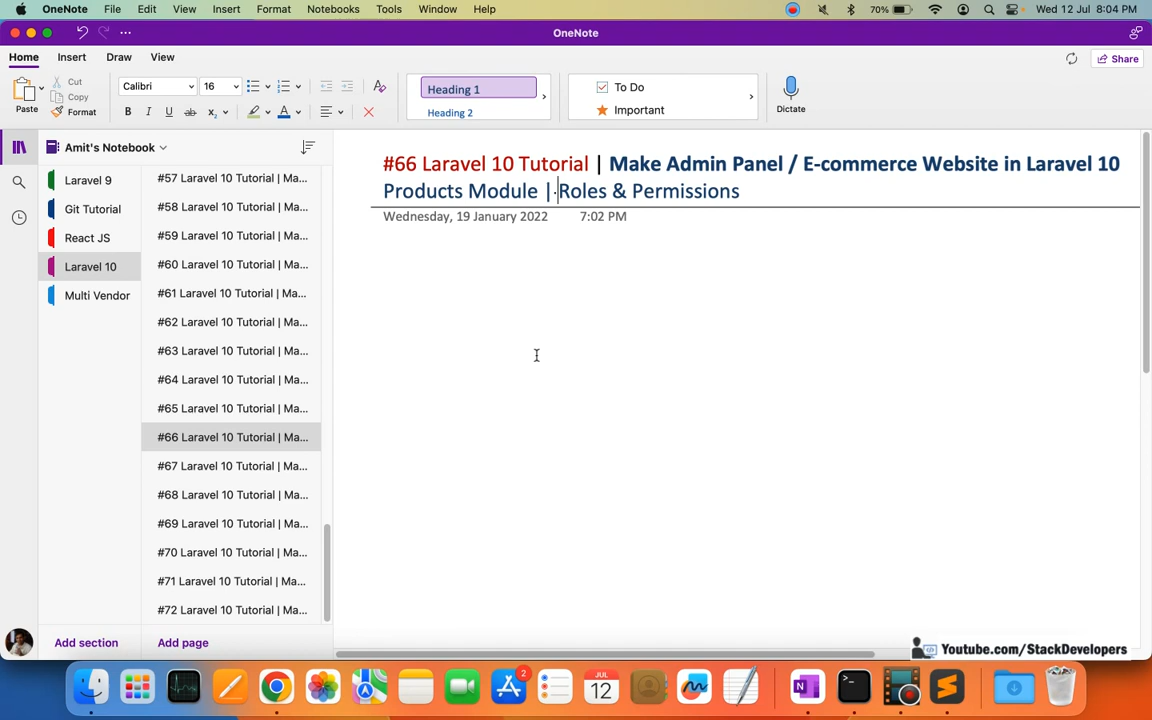 OneNote File Edit View Insert Format Notebooks Tools Window Help 70% Wed 12 Jul 8:04 PM
OneNote
Home Insert Draw View Share
Paste Cut Copy Format
Calibri 16
B I U ab x₂ A
Heading 1
Heading 2
To Do
Important
Dictate
Amit's Notebook
Laravel 9
Git Tutorial
React JS
Laravel 10
Multi Vendor
Add section
#57 Laravel 10 Tutorial | Ma...
#58 Laravel 10 Tutorial | Ma...
#59 Laravel 10 Tutorial | Ma...
#60 Laravel 10 Tutorial | Ma...
#61 Laravel 10 Tutorial | Ma...
#62 Laravel 10 Tutorial | Ma...
#63 Laravel 10 Tutorial | Ma...
#64 Laravel 10 Tutorial | Ma...
#65 Laravel 10 Tutorial | Ma...
#66 Laravel 10 Tutorial | Ma...
#67 Laravel 10 Tutorial | Ma...
#68 Laravel 10 Tutorial | Ma...
#69 Laravel 10 Tutorial | Ma...
#70 Laravel 10 Tutorial | Ma...
#71 Laravel 10 Tutorial | Ma...
#72 Laravel 10 Tutorial | Ma...
Add page
#66 Laravel 10 Tutorial | Make Admin Panel / E-commerce Website in Laravel 10
Products Module | Roles & Permissions
Wednesday, 19 January 2022 7:02 PM
Youtube.com/StackDevelopers
2
JUL
12